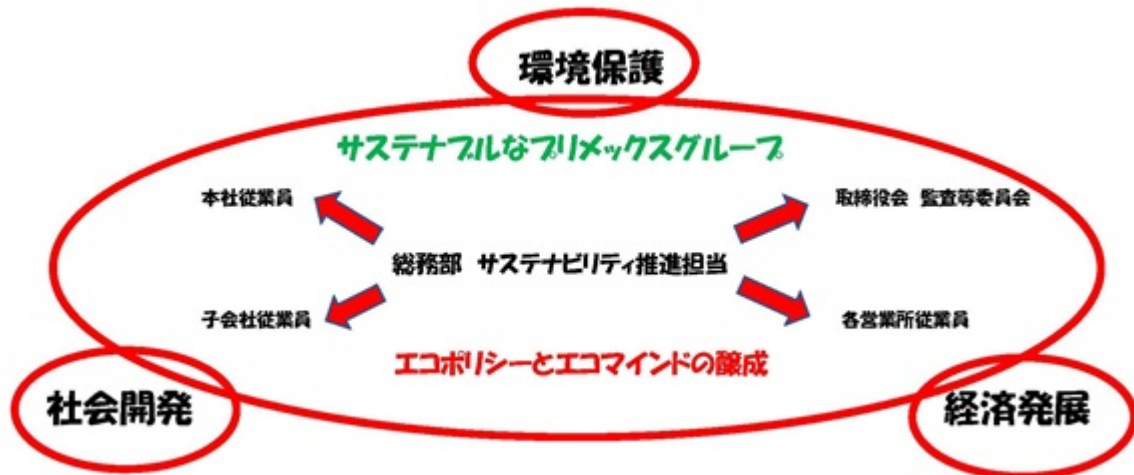 環境保護
サステナブルなプリメックスグループ
本社従業員
取締役会 監査等委員会
総務部 サステナビリティ推進担当
子会社従業員
各営業所従業員
エコポリシーとエコマインドの醸成
社会開発
経済発展